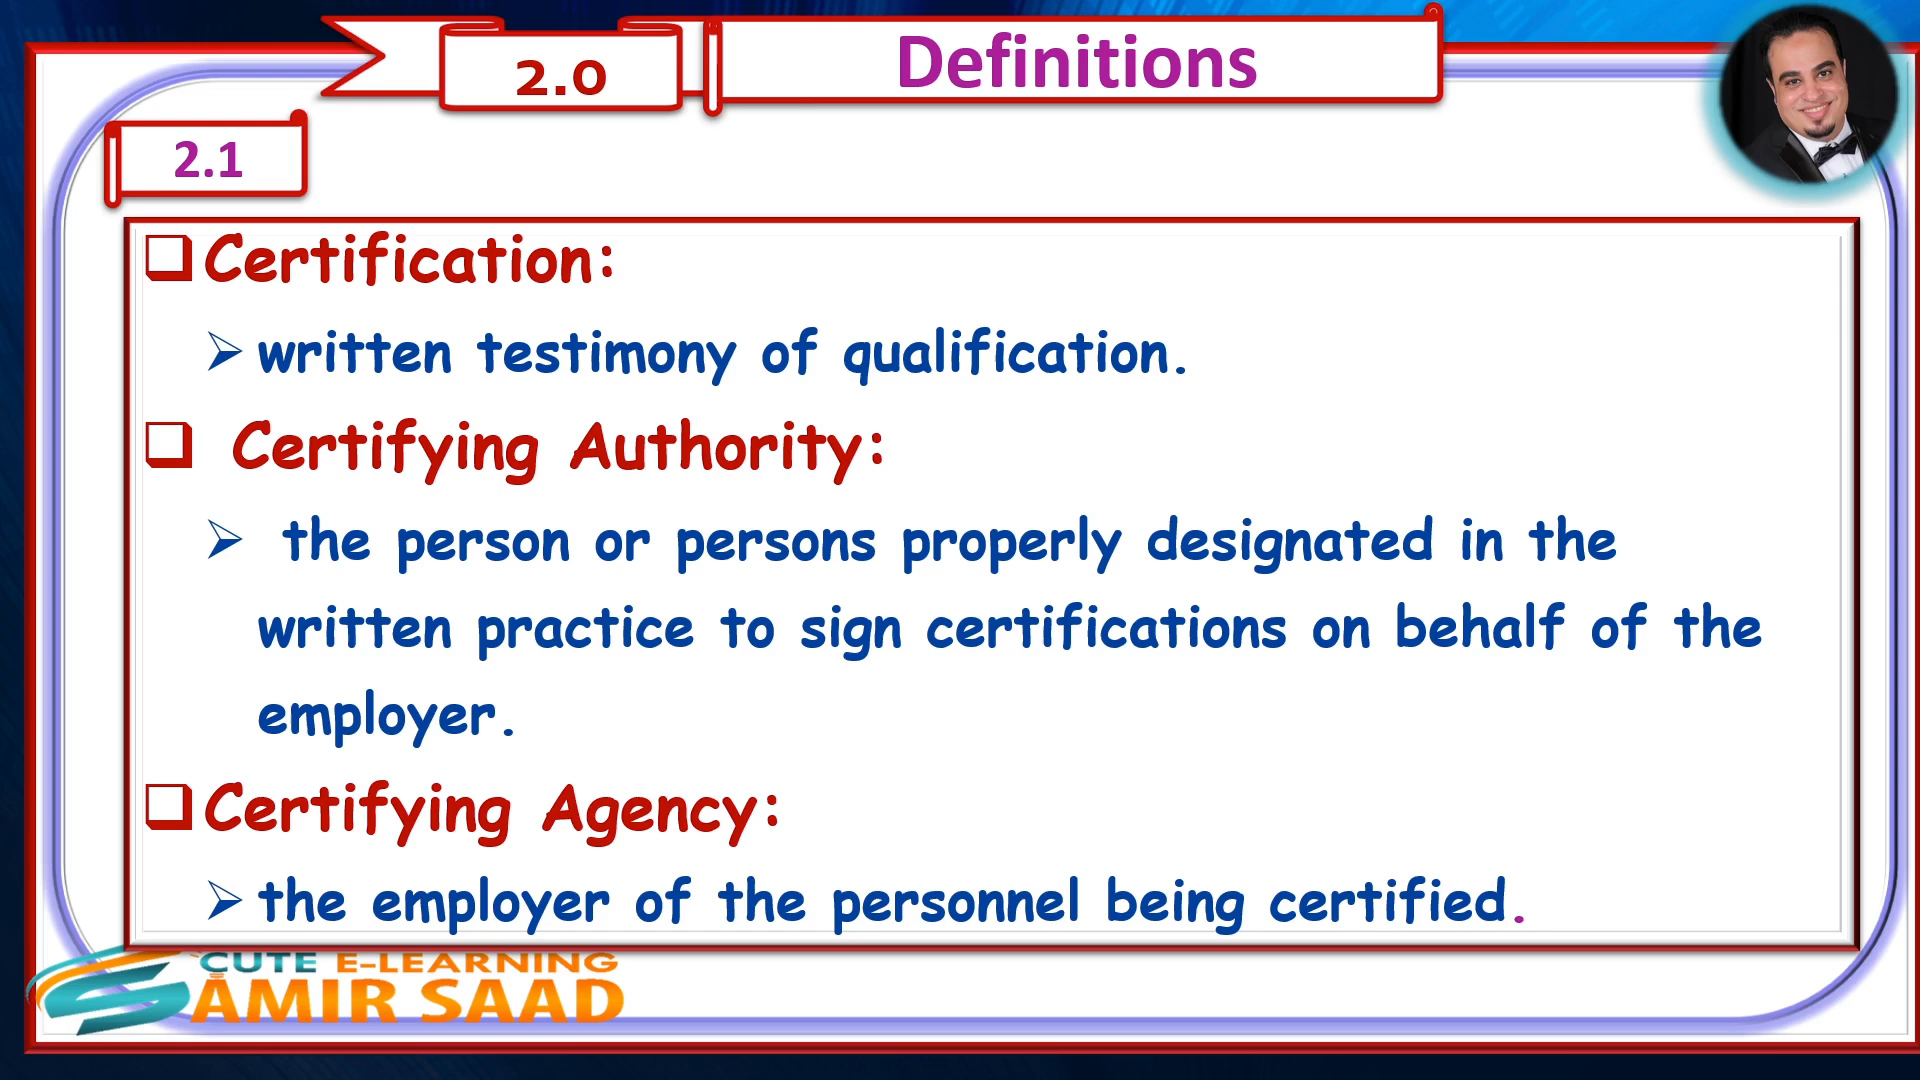 2.0
Definitions
2.1
Certification:
written testimony of qualification.
Certifying Authority:
the person or persons properly designated in the
written practice to sign certifications on behalf of the
employer.
Certifying Agency:
the employer of the personnel being certified.
CUTE E-LEARNING
AMIR SAAD